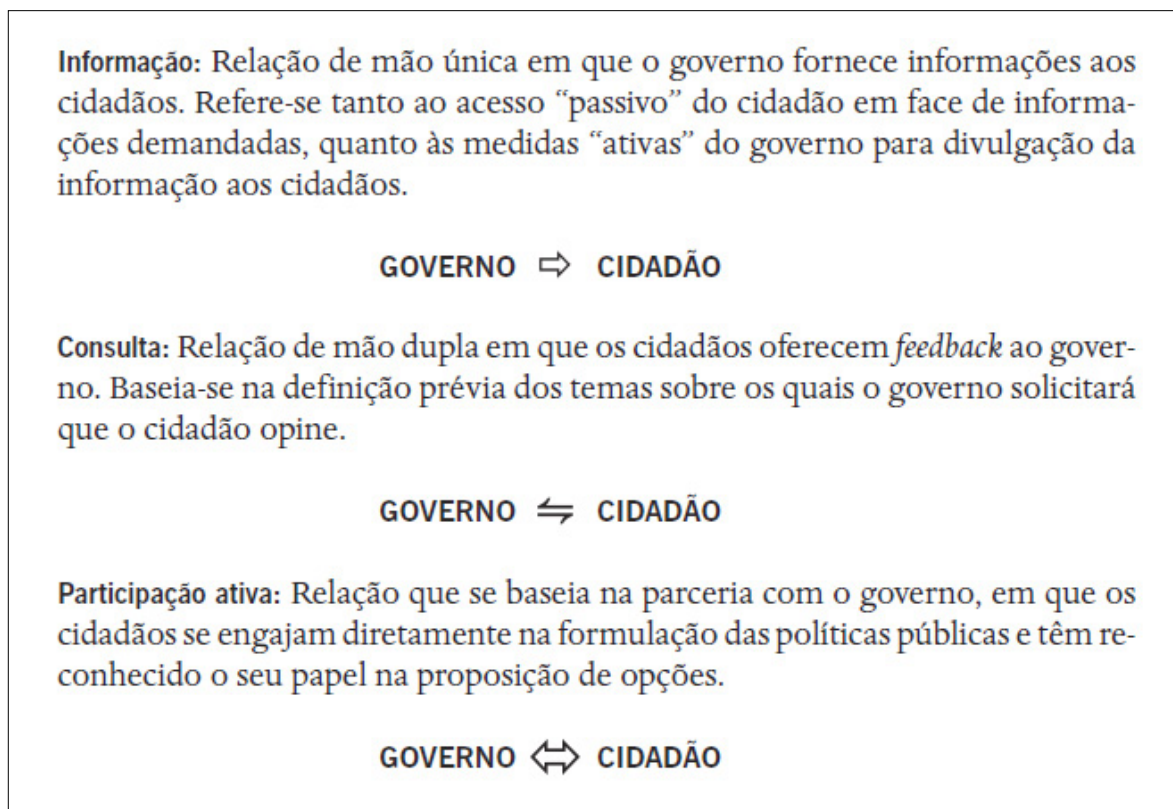 Informação: Relação de mão única em que o governo fornece informações aos
cidadãos. Refere-se tanto ao acesso “passivo” do cidadão em face de informa-
ções demandadas, quanto às medidas “ativas” do governo para divulgação da
informação aos cidadãos.
GOVERNO ⇨ CIDADÃO
Consulta: Relação de mão dupla em que os cidadãos oferecem feedback ao gover-
no. Baseia-se na definição prévia dos temas sobre os quais o governo solicitará
que o cidadão opine.
GOVERNO ⇋ CIDADÃO
Participação ativa: Relação que se baseia na parceria com o governo, em que os
cidadãos se engajam diretamente na formulação das políticas públicas e têm re-
conhecido o seu papel na proposição de opções.
GOVERNO ⬄ CIDADÃO